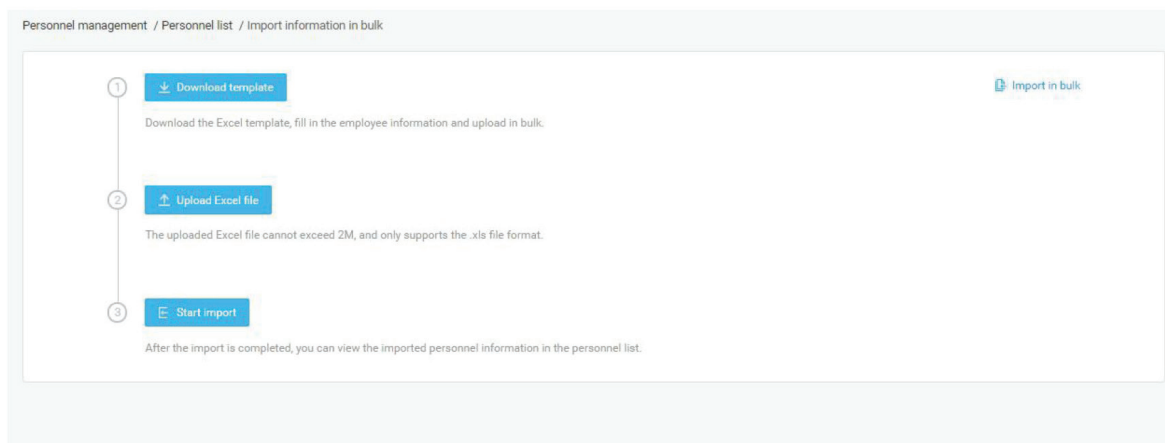 Personnel management / Personnel list / Import information in bulk
1 Download template
Import in bulk
Download the Excel template, fill in the employee information and upload in bulk.
2 Upload Excel file
The uploaded Excel file cannot exceed 2M, and only supports the .xls file format.
3 Start import
After the import is completed, you can view the imported personnel information in the personnel list.